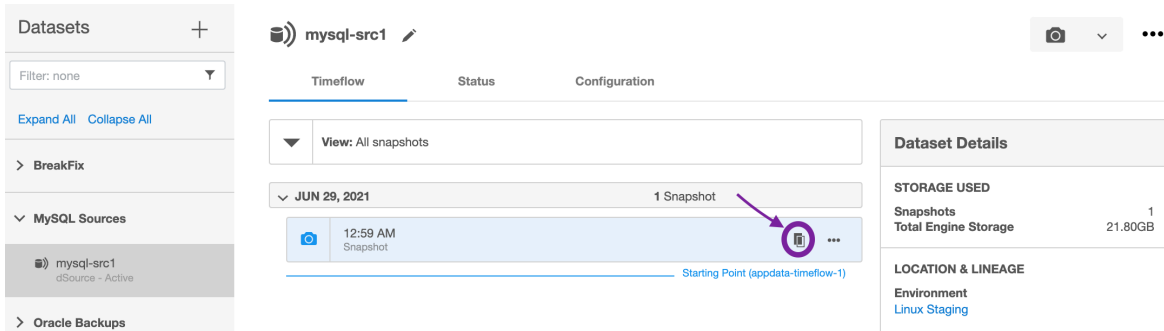 Datasets
Filter: none
Expand All Collapse All
BreakFix
MySQL Sources
mysql-src1
dSource - Active
Oracle Backups
mysql-src1
Timeflow Status Configuration
View: All snapshots
JUN 29, 2021 1 Snapshot
12:59 AM
Snapshot
Starting Point (appdata-timeflow-1)
Dataset Details
STORAGE USED
Snapshots 1
Total Engine Storage 21.80GB
LOCATION & LINEAGE
Environment
Linux Staging